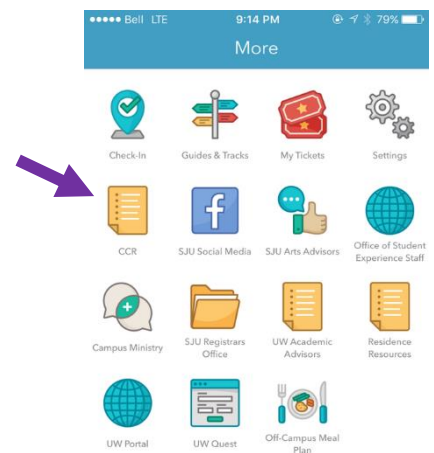 Bell LTE 9:14 PM 79%
More
Check-In Guides & Tracks My Tickets Settings
CCR SJU Social Media SJU Arts Advisors Office of Student
Experience Staff
Campus Ministry SJU Registrars
Office UW Academic
Advisors Residence
Resources
UW Portal UW Quest Off-Campus Meal
Plan